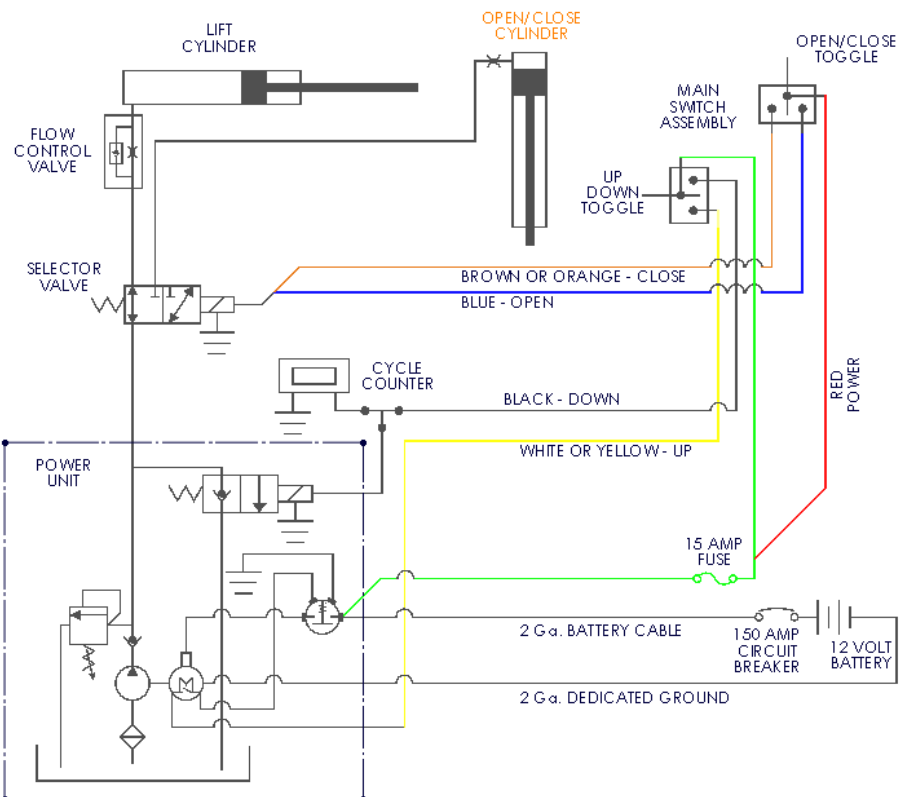 LIFT
CYLINDER
OPEN/CLOSE
CYLINDER
OPEN/CLOSE
TOGGLE
MAIN
SWITCH
ASSEMBLY
FLOW
CONTROL
VALVE
UP
DOWN
TOGGLE
SELECTOR
VALVE
BROWN OR ORANGE - CLOSE
BLUE - OPEN
CYCLE
COUNTER
BLACK - DOWN
RED
POWER
WHITE OR YELLOW - UP
POWER
UNIT
15 AMP
FUSE
M
2 Ga. BATTERY CABLE
150 AMP
CIRCUIT
BREAKER
12 VOLT
BATTERY
2 Ga. DEDICATED GROUND